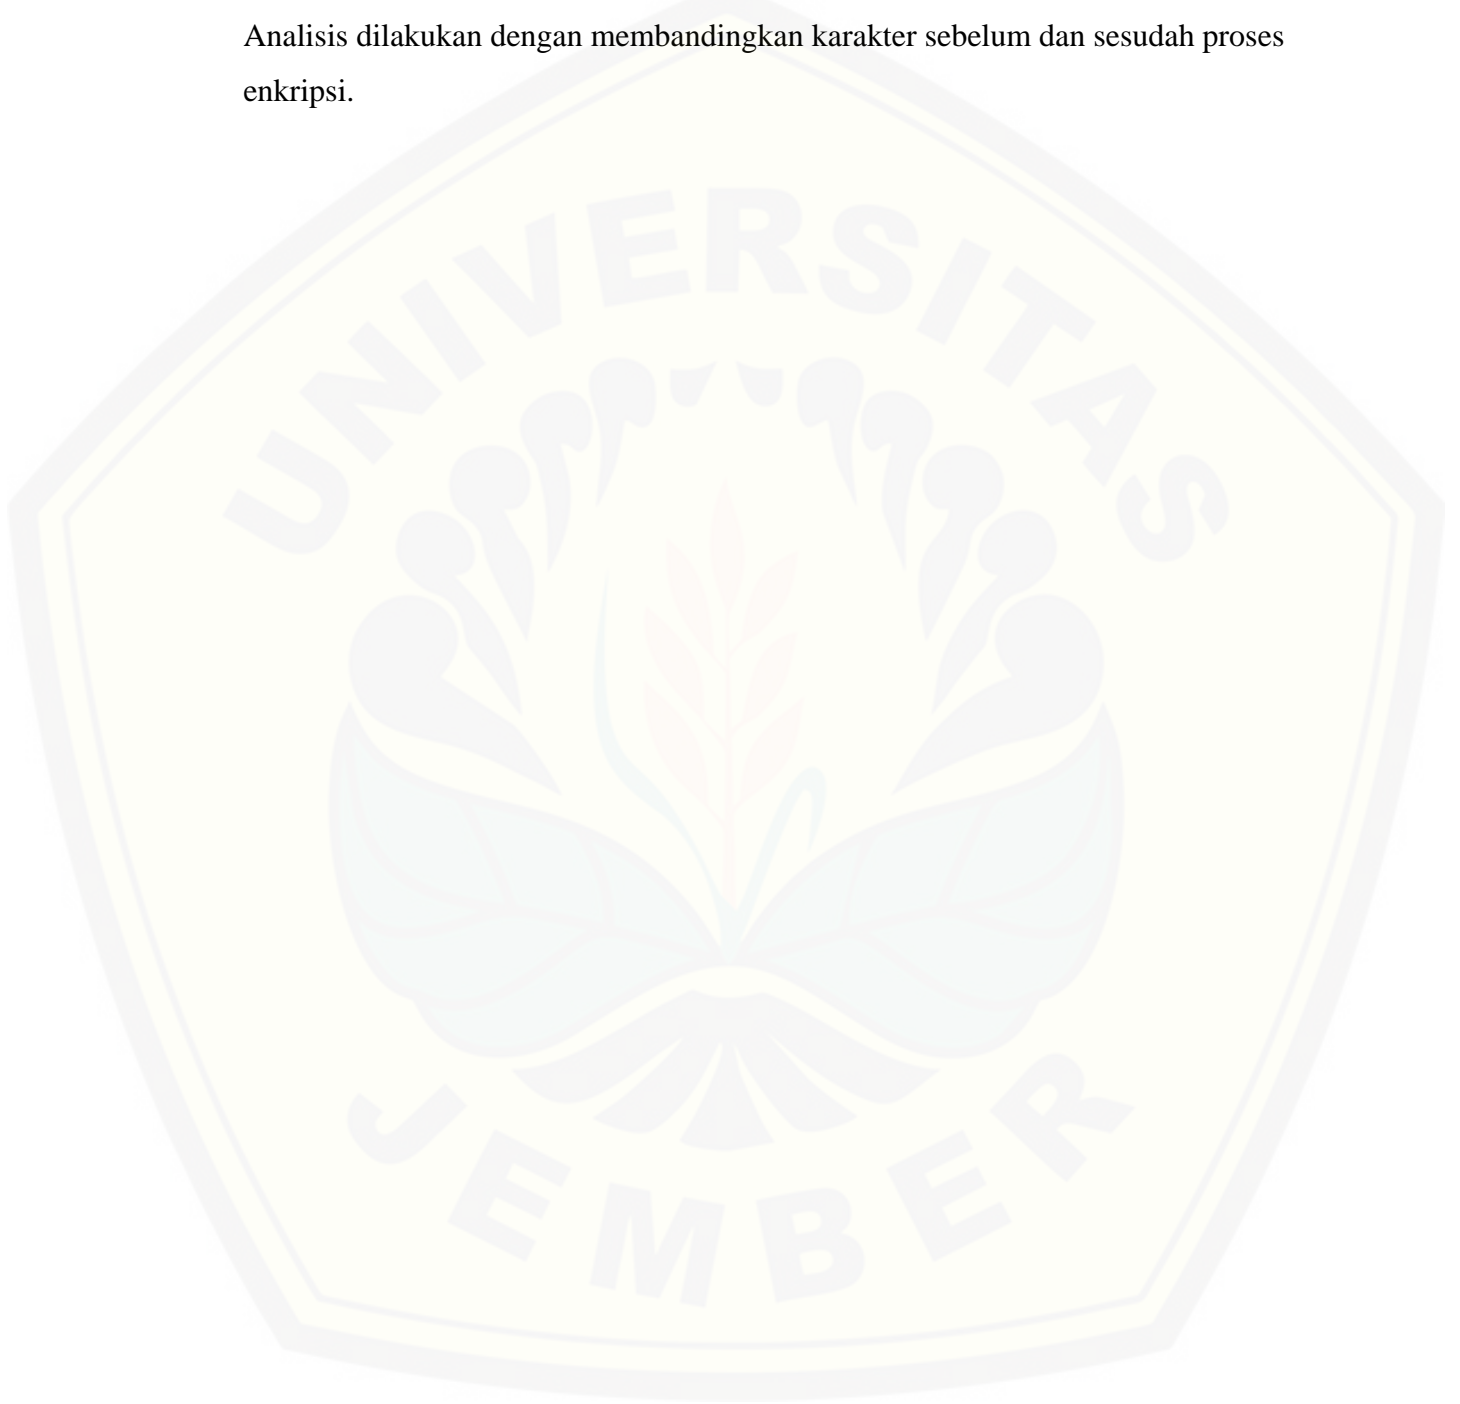 Analisis dilakukan dengan membandingkan karakter sebelum dan sesudah proses
enkripsi.
UNIVERSITAS
JEMBER